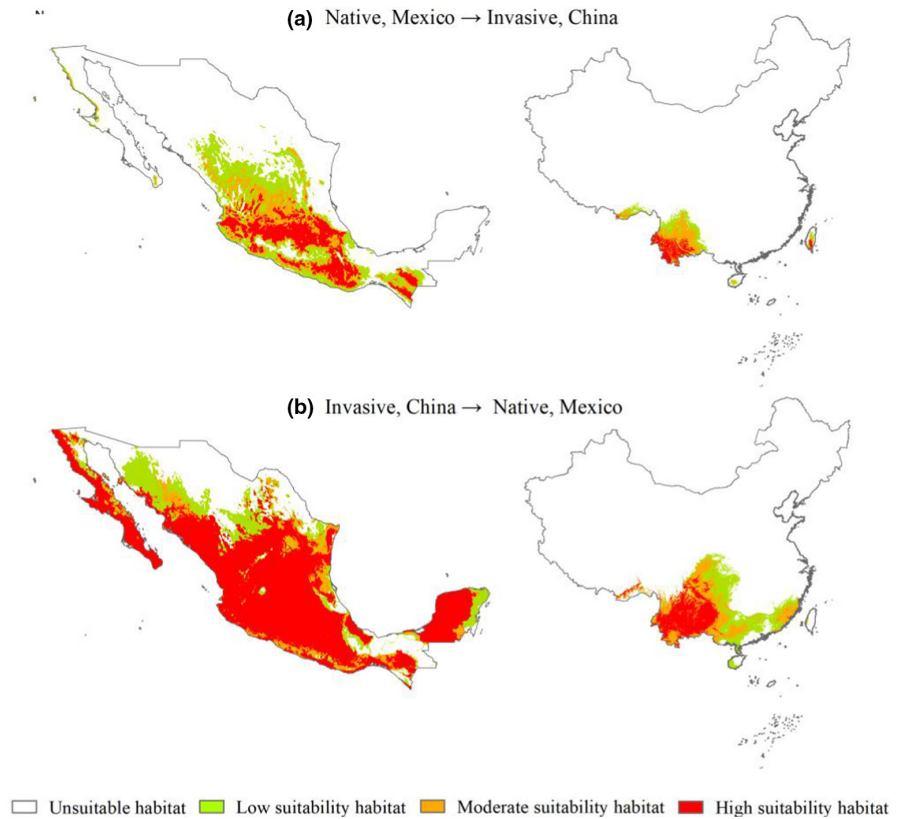 (a) Native, Mexico → Invasive, China
(b) Invasive, China → Native, Mexico
Unsuitable habitat Low suitability habitat Moderate suitability habitat High suitability habitat